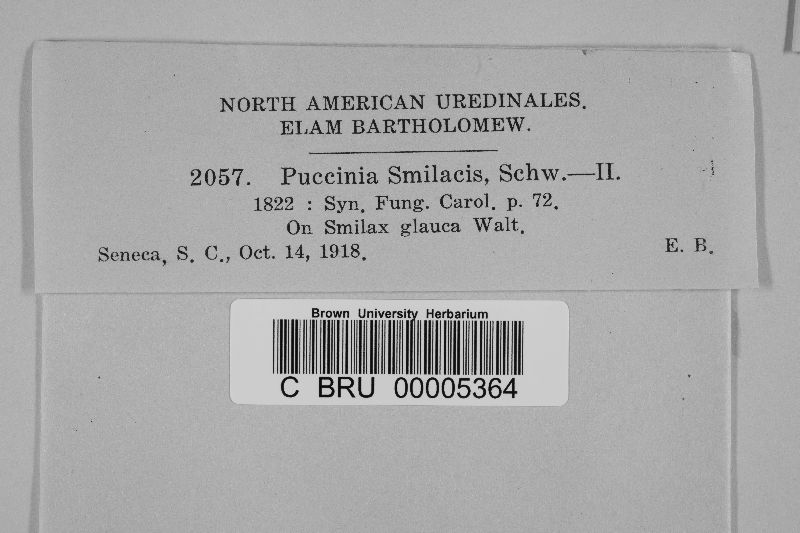 NORTH AMERICAN UREDINALES.
ELAM BARTHOLOMEW.
2057. Puccinia Smilacis, Schw.—II.
1822 : Syn. Fung. Carol. p. 72.
On Smilax glauca Walt.
Seneca, S. C., Oct. 14, 1918. E. B.
Brown University Herbarium
C BRU 00005364